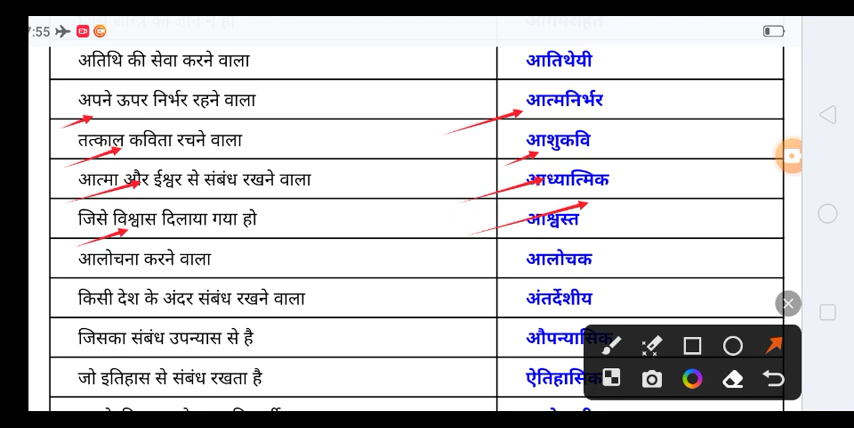 7:55
अतिथि की सेवा करने वाला आतिथेयी
अपने ऊपर निर्भर रहने वाला आत्मनिर्भर
तत्काल कविता रचने वाला आशुकवि
आत्मा और ईश्वर से संबंध रखने वाला आध्यात्मिक
जिसे विश्वास दिलाया गया हो आश्वस्त
आलोचना करने वाला आलोचक
किसी देश के अंदर संबंध रखने वाला अंतर्देशीय
जिसका संबंध उपन्यास से है औपन्यासिक
जो इतिहास से संबंध रखता है ऐतिहासिक